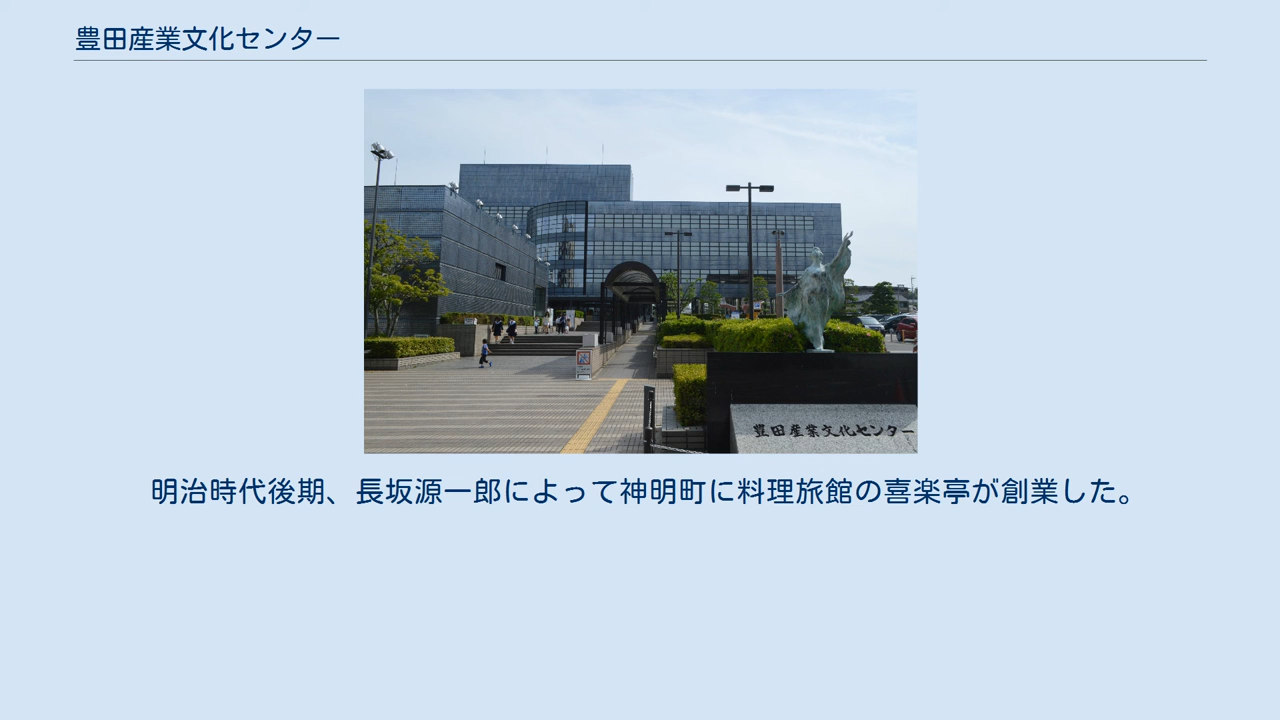 豊田産業文化センター
豊田産業文化センター
明治時代後期、長坂源一郎によって神明町に料理旅館の喜楽亭が創業した。